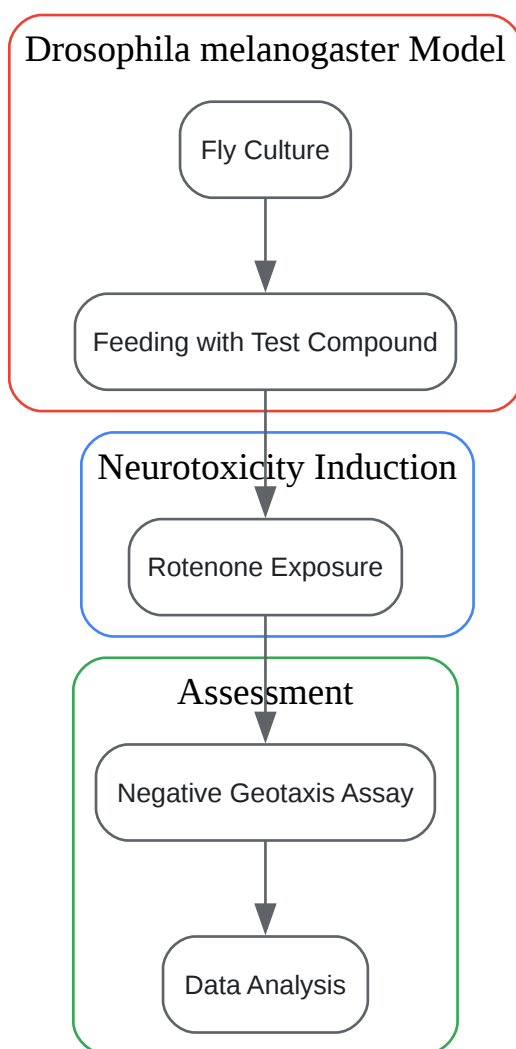 Drosophila melanogaster Model
Fly Culture
Feeding with Test Compound
Neurotoxicity Induction
Rotenone Exposure
Assessment
Negative Geotaxis Assay
Data Analysis